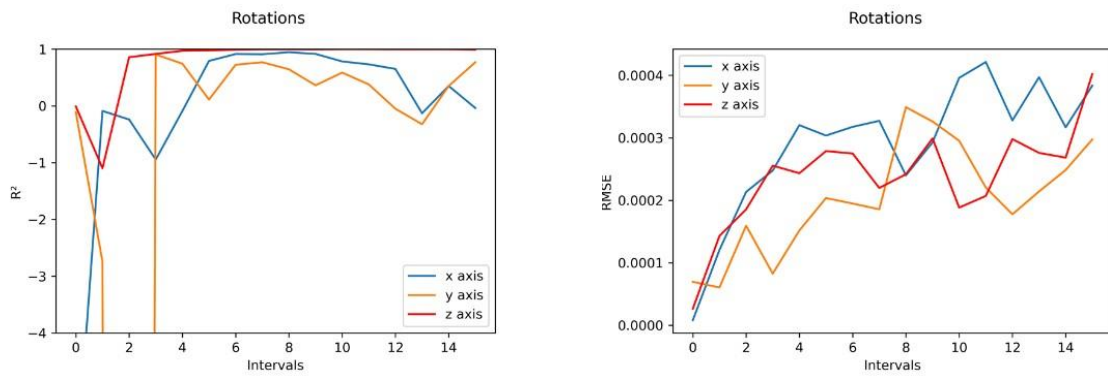 Rotations
1
0
−1
−2
−3
−4
R²
0 2 4 6 8 10 12 14
Intervals
x axis
y axis
z axis
Rotations
0.0004
0.0003
0.0002
0.0001
0.0000
RMSE
0 2 4 6 8 10 12 14
Intervals
x axis
y axis
z axis